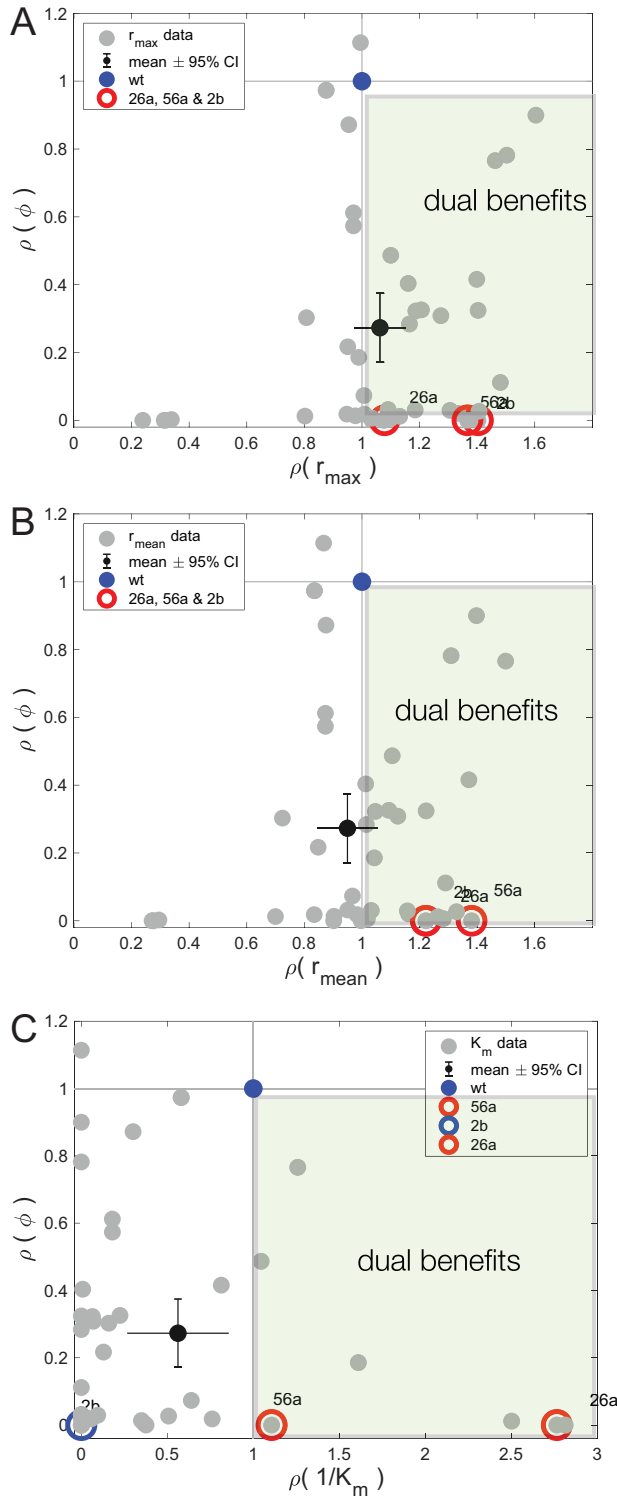 A
1.2
1
0.8
0.6
0.4
0.2
0
ρ ( ϕ )
r_max data
mean ± 95% CI
wt
26a, 56a & 2b
dual benefits
26a
56a
2b
0 0.2 0.4 0.6 0.8 1 1.2 1.4 1.6
ρ( r_max )
B
1.2
1
0.8
0.6
0.4
0.2
0
ρ ( ϕ )
r_mean data
mean ± 95% CI
wt
26a, 56a & 2b
dual benefits
2b
26a
56a
0 0.2 0.4 0.6 0.8 1 1.2 1.4 1.6
ρ( r_mean )
C
1.2
1
0.8
0.6
0.4
0.2
0
ρ ( ϕ )
K_m data
mean ± 95% CI
wt
56a
2b
26a
dual benefits
2b
56a
26a
0 0.5 1 1.5 2 2.5 3
ρ( 1/K_m )